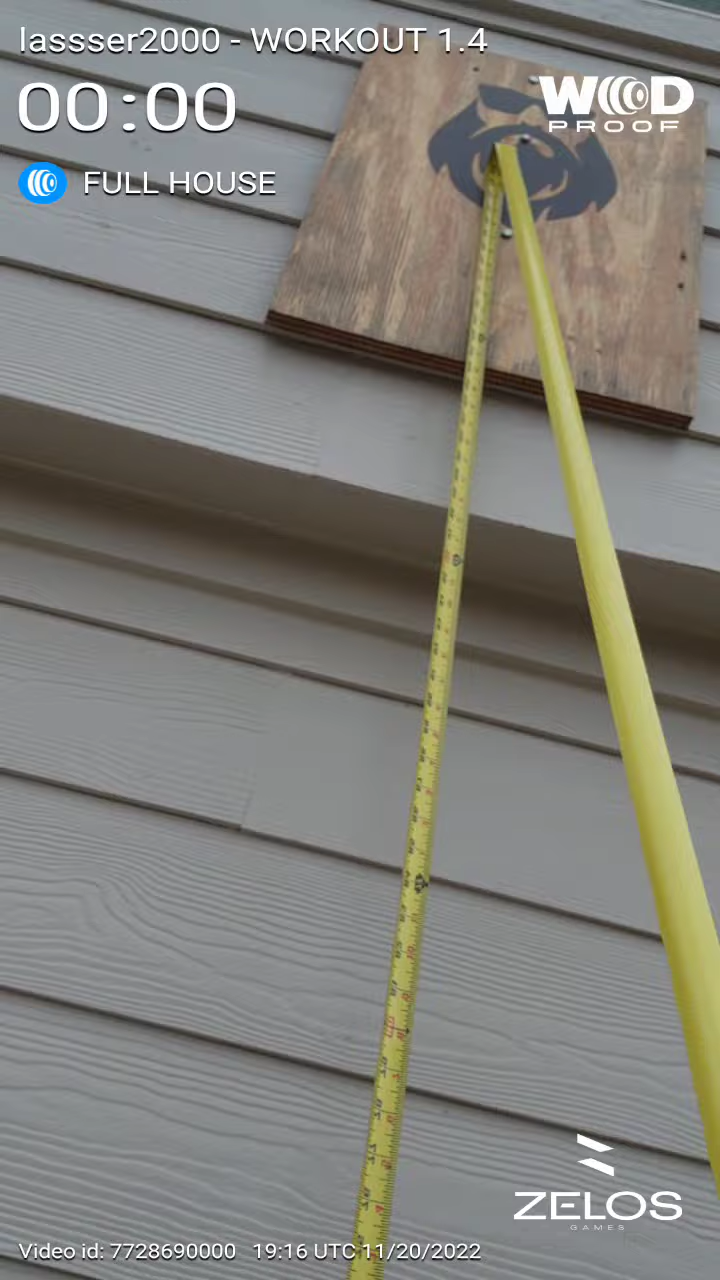 lassser2000 - WORKOUT 1.4
00:00
WOD
PROOF
FULL HOUSE
ZELOS
GAMES
Video id: 7728690000 19:16 UTC 11/20/2022